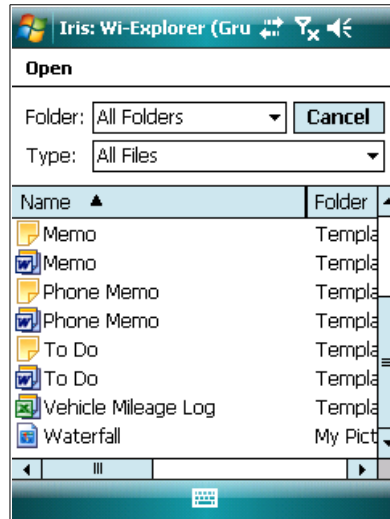 Iris: Wi-Explorer (Gru
Open
Folder: All Folders Cancel
Type: All Files
Name Folder
Memo Templa
Memo Templa
Phone Memo Templa
Phone Memo Templa
To Do Templa
To Do Templa
Vehicle Mileage Log Templa
Waterfall My Pict